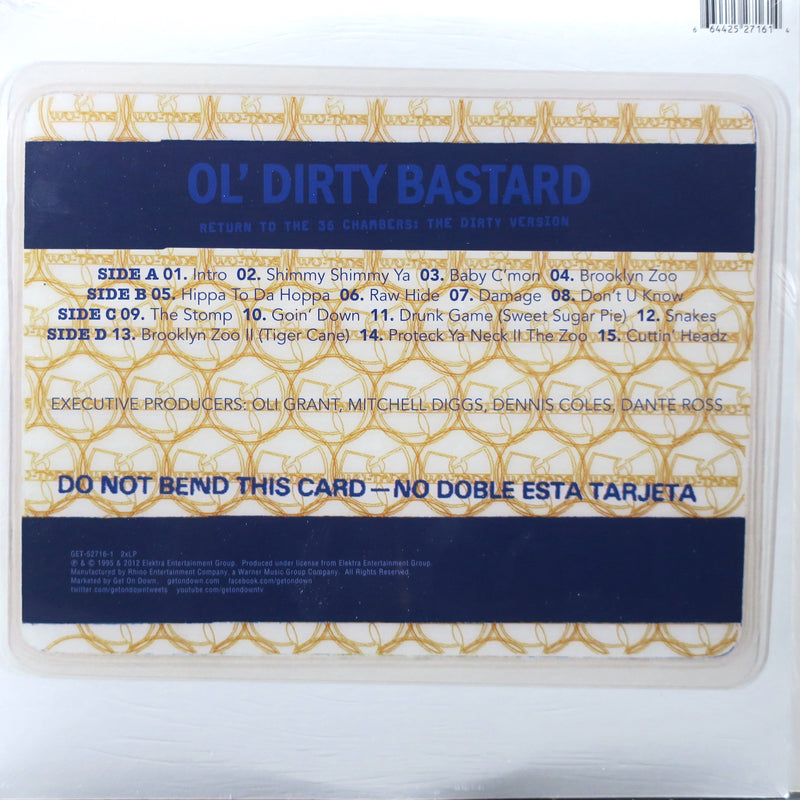 6 64425 27161 4
WU-TANG WU-TANG WU-TANG
OL' DIRTY BASTARD
RETURN TO THE 36 CHAMBERS: THE DIRTY VERSION
SIDE A 01. Intro 02. Shimmy Shimmy Ya 03. Baby C'mon 04. Brooklyn Zoo
SIDE B 05. Hippa To Da Hoppa 06. Raw Hide 07. Damage 08. Don't U Know
SIDE C 09. The Stomp 10. Goin' Down 11. Drunk Game (Sweet Sugar Pie) 12. Snakes
SIDE D 13. Brooklyn Zoo II (Tiger Cane) 14. Proteck Ya Neck II The Zoo 15. Cuttin' Headz
EXECUTIVE PRODUCERS: OLI GRANT, MITCHELL DIGGS, DENNIS COLES, DANTE ROSS
DO NOT BEND THIS CARD — NO DOBLE ESTA TARJETA
GET-52716-1 2xLP
℗ & © 1995 & 2012 Elektra Entertainment Group. Produced under license from Elektra Entertainment Group.
Manufactured by Rhino Entertainment Company, a Warner Music Group Company. All Rights Reserved.
Marketed by Get On Down. getondown.com facebook.com/getondown
twitter.com/getondowntweets youtube.com/getondowntv